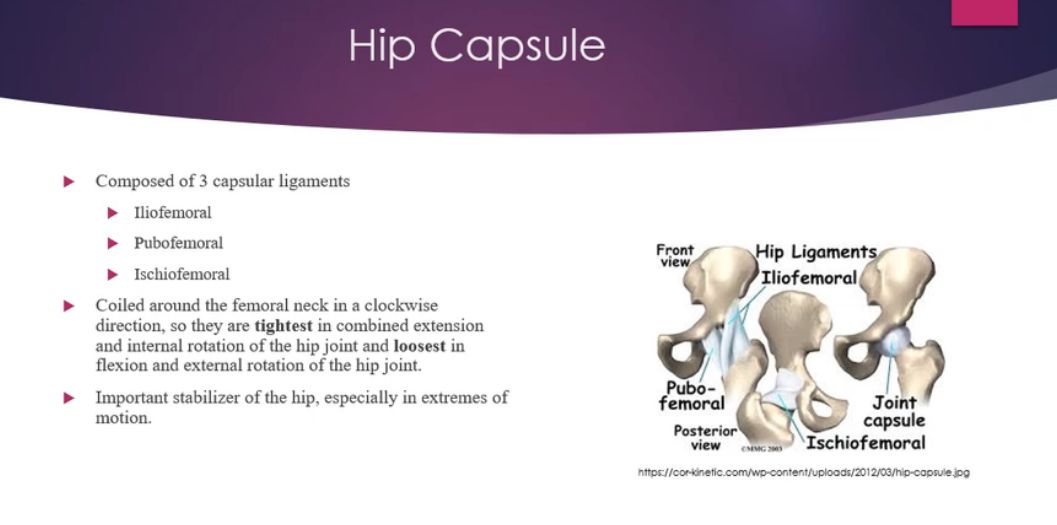 Hip Capsule
Composed of 3 capsular ligaments
Iliofemoral
Pubofemoral
Ischiofemoral
Coiled around the femoral neck in a clockwise
direction, so they are tightest in combined extension
and internal rotation of the hip joint and loosest in
flexion and external rotation of the hip joint.
Important stabilizer of the hip, especially in extremes of
motion.
Front
view
Hip Ligaments
Iliofemoral
Pubo-
femoral
Joint
capsule
Posterior
view
©MMG 2003
Ischiofemoral
https://cor-kinetic.com/wp-content/uploads/2012/03/hip-capsule.jpg